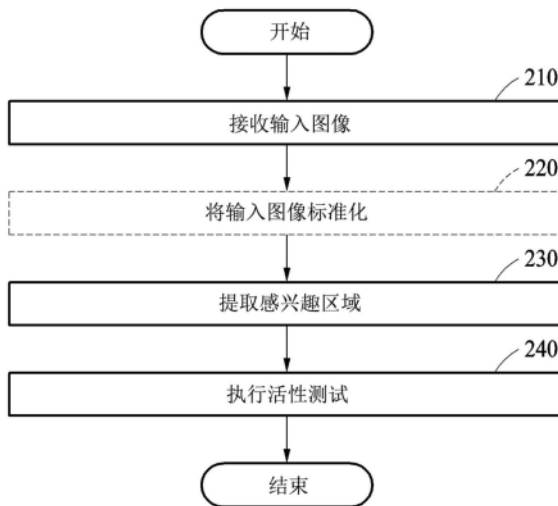 开始
210
接收输入图像
220
将输入图像标准化
230
提取感兴趣区域
240
执行活性测试
结束